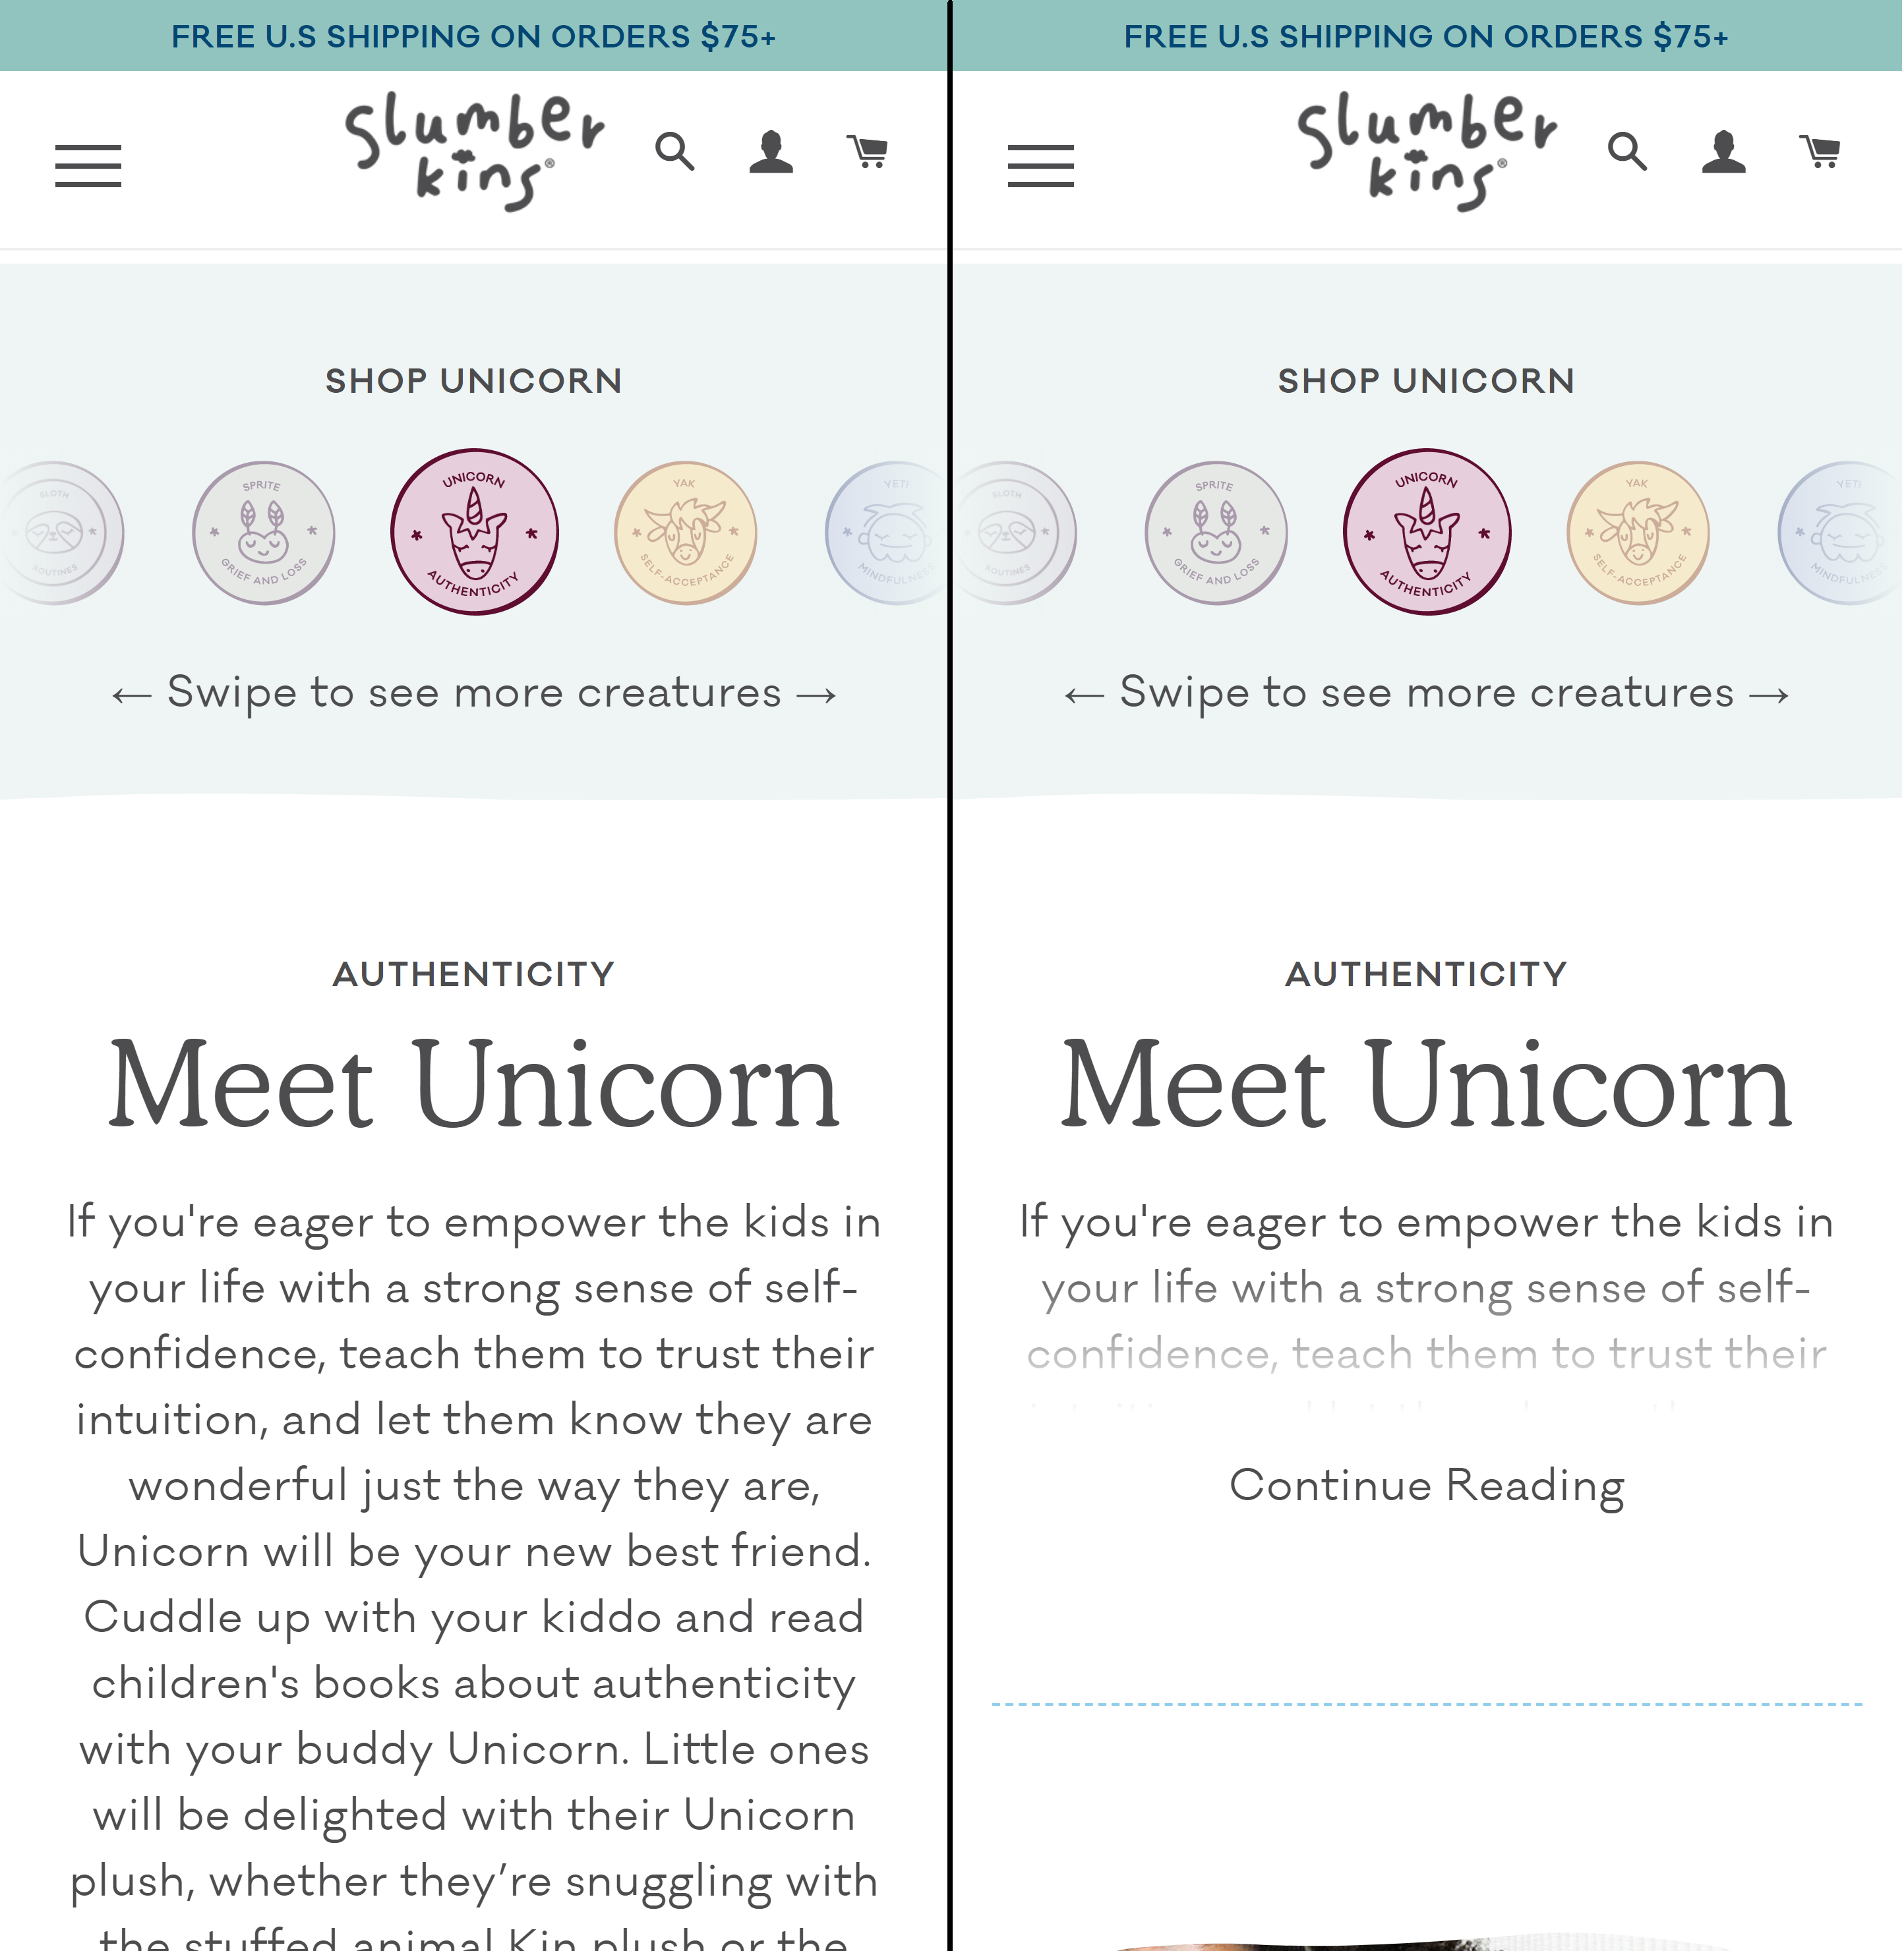 FREE U.S SHIPPING ON ORDERS $75+
slumber
kins®
SHOP UNICORN
SLOTH
ROUTINES
SPRITE
GRIEF AND LOSS
UNICORN
AUTHENTICITY
YAK
SELF-ACCEPTANCE
YETI
MINDFULNESS
← Swipe to see more creatures →
AUTHENTICITY
Meet Unicorn
If you're eager to empower the kids in
your life with a strong sense of self-
confidence, teach them to trust their
intuition, and let them know they are
wonderful just the way they are,
Unicorn will be your new best friend.
Cuddle up with your kiddo and read
children's books about authenticity
with your buddy Unicorn. Little ones
will be delighted with their Unicorn
plush, whether they’re snuggling with
the stuffed animal Kin plush or the
FREE U.S SHIPPING ON ORDERS $75+
slumber
kins®
SHOP UNICORN
SLOTH
ROUTINES
SPRITE
GRIEF AND LOSS
UNICORN
AUTHENTICITY
YAK
SELF-ACCEPTANCE
YETI
MINDFULNESS
← Swipe to see more creatures →
AUTHENTICITY
Meet Unicorn
If you're eager to empower the kids in
your life with a strong sense of self-
confidence, teach them to trust their
Continue Reading